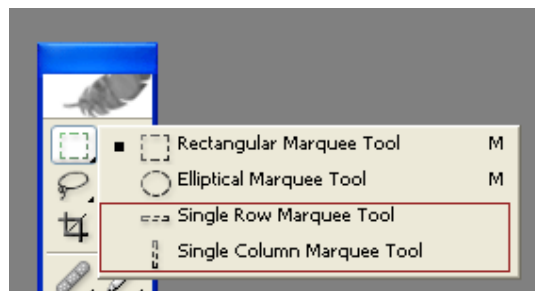 Rectangular Marquee Tool M
Elliptical Marquee Tool M
Single Row Marquee Tool
Single Column Marquee Tool